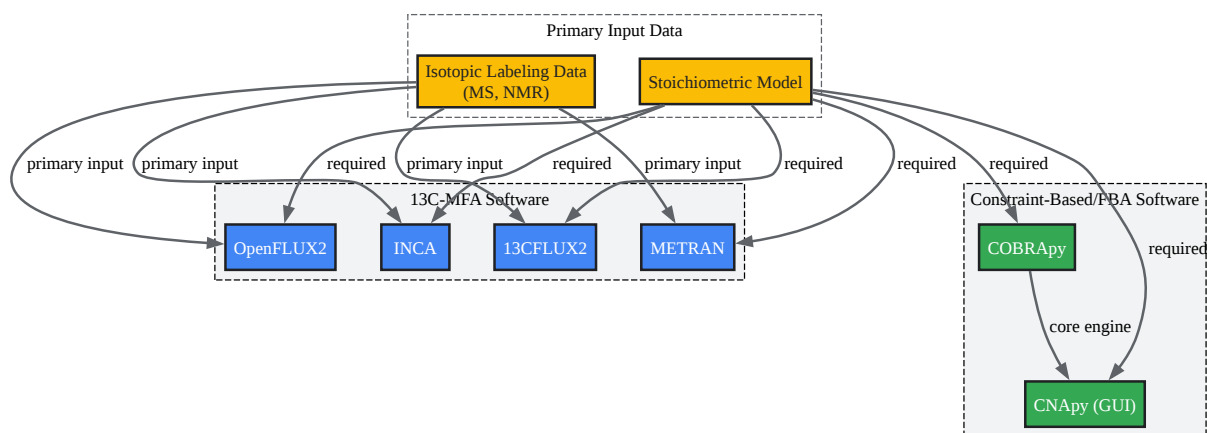 Primary Input Data
Isotopic Labeling Data
(MS, NMR)
Stoichiometric Model
primary input
primary input
required
primary input
required
primary input
required
required
required
13C-MFA Software
Constraint-Based/FBA Software
OpenFLUX2
INCA
13CFLUX2
METRAN
COBRApy
required
core engine
CNApy (GUI)